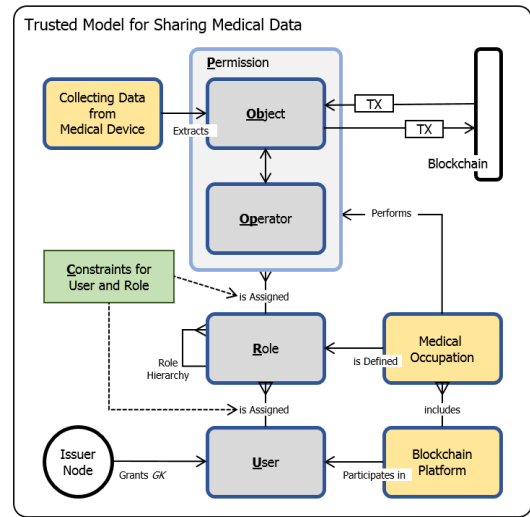 Trusted Model for Sharing Medical Data
Permission
Collecting Data
from
Medical Device
Extracts
Object
TX
TX
Blockchain
Operator
Performs
Constraints for
User and Role
is Assigned
Role
Role
Hierarchy
is Defined
Medical
Occupation
is Assigned
includes
Issuer
Node
Grants GK
User
Participates in
Blockchain
Platform